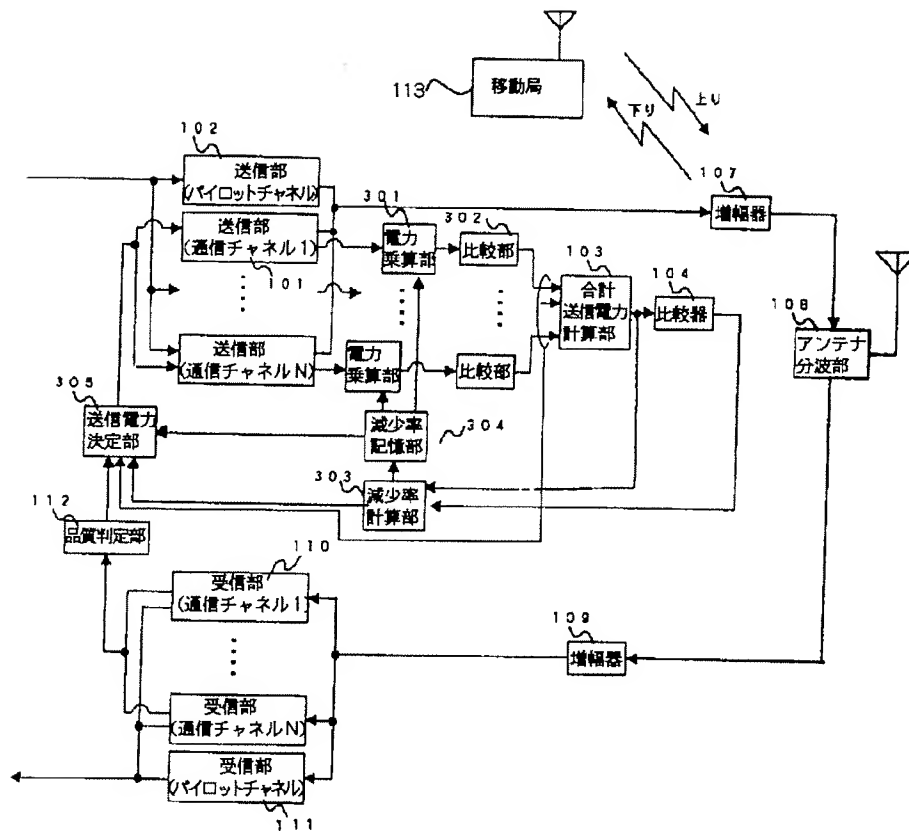 113
移動局
上り
下り
102
送信部
(パイロットチャネル)
107
増幅器
301
送信部
(通信チャネル1)
101
電力
乗算部
302
比較部
103
合計
送信電力
計算部
104
比較器
108
アンテナ
分波部
送信部
(通信チャネルN)
電力
乗算部
比較部
305
送信電力
決定部
減少率
記憶部
304
303
減少率
計算部
112
品質判定部
110
受信部
(通信チャネル1)
109
増幅器
受信部
(通信チャネルN)
受信部
(パイロットチャネル)
111